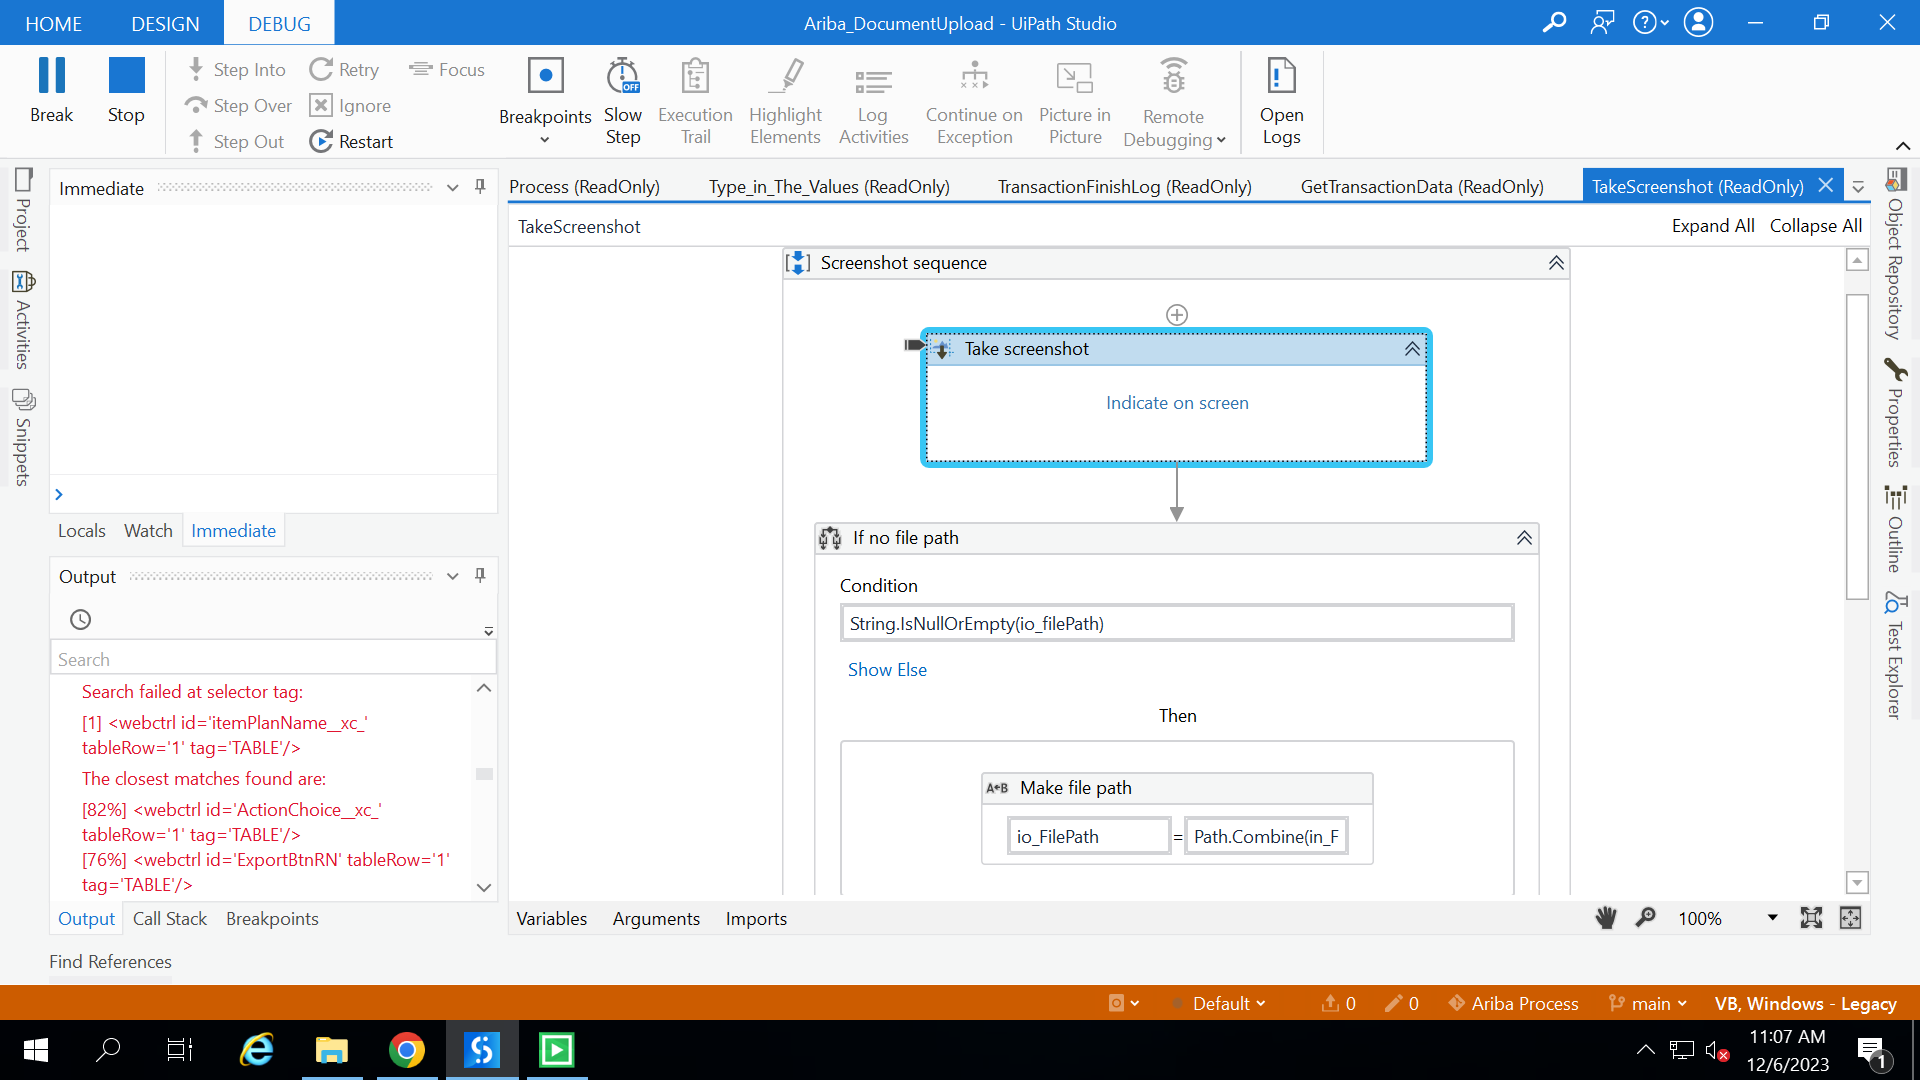 HOME DESIGN DEBUG
Ariba_DocumentUpload - UiPath Studio
Break
Stop
Step Into
Step Over
Step Out
Retry
Ignore
Restart
Focus
Breakpoints
Slow
Step
OFF
Execution
Trail
Highlight
Elements
Log
Activities
Continue on
Exception
Picture in
Picture
Remote
Debugging
Open
Logs
Project
Activities
Snippets
Immediate
Locals Watch Immediate
Output
Search
Search failed at selector tag:
[1] <webctrl id='itemPlanName__xc_'
tableRow='1' tag='TABLE'/>
The closest matches found are:
[82%] <webctrl id='ActionChoice__xc_'
tableRow='1' tag='TABLE'/>
[76%] <webctrl id='ExportBtnRN' tableRow='1'
tag='TABLE'/>
Output Call Stack Breakpoints
Find References
Process (ReadOnly) Type_in_The_Values (ReadOnly) TransactionFinishLog (ReadOnly) GetTransactionData (ReadOnly) TakeScreenshot (ReadOnly)
TakeScreenshot
Expand All Collapse All
Screenshot sequence
Take screenshot
Indicate on screen
If no file path
Condition
String.IsNullOrEmpty(io_filePath)
Show Else
Then
A+B Make file path
io_FilePath = Path.Combine(in_F
Variables Arguments Imports
100%
Object Repository
Properties
Outline
Test Explorer
Default 0 0 Ariba Process main VB, Windows - Legacy
11:07 AM
12/6/2023
1